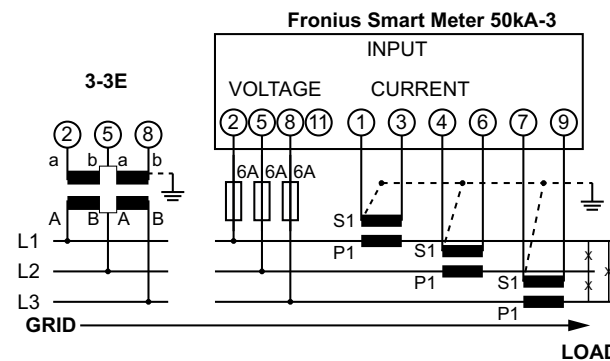 Fronius Smart Meter 50kA-3
INPUT
3-3E
VOLTAGE CURRENT
2 5 8 2 5 8 11 1 3 4 6 7 9
a b a b
6A 6A 6A
A B A B
S1
L1
P1
S1
x
L2
P1
S1
x x
L3
P1
GRID
LOAD